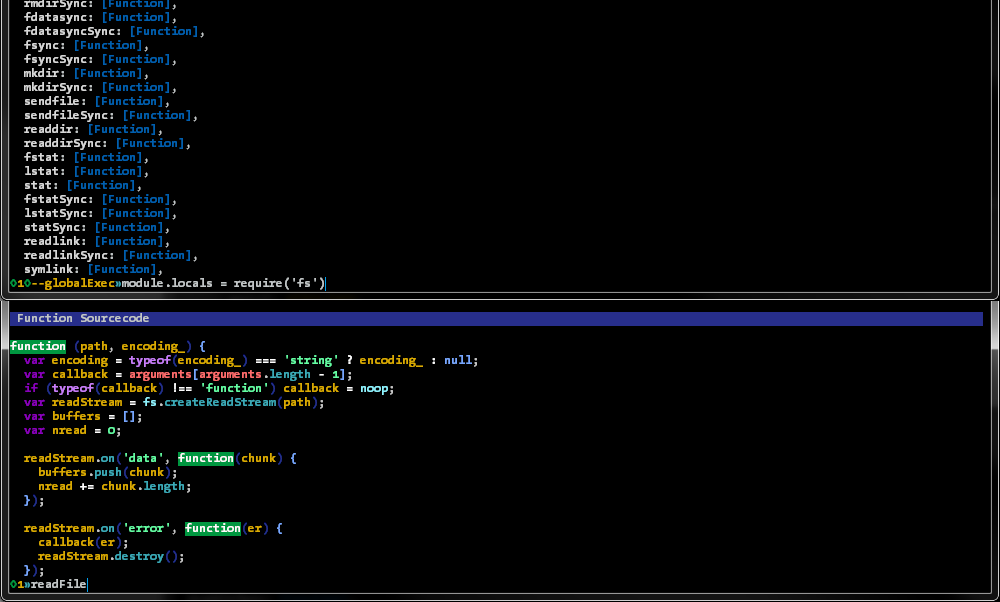 rmdirSync: [Function],
fdatasync: [Function],
fdatasyncSync: [Function],
fsync: [Function],
fsyncSync: [Function],
mkdir: [Function],
mkdirSync: [Function],
sendfile: [Function],
sendfileSync: [Function],
readdir: [Function],
readdirSync: [Function],
fstat: [Function],
lstat: [Function],
stat: [Function],
fstatSync: [Function],
lstatSync: [Function],
statSync: [Function],
readlink: [Function],
readlinkSync: [Function],
symlink: [Function],
◊1◊--globalExec»module.locals = require('fs')
Function Sourcecode
function (path, encoding_) {
  var encoding = typeof(encoding_) === 'string' ? encoding_ : null;
  var callback = arguments[arguments.length - 1];
  if (typeof(callback) !== 'function') callback = noop;
  var readStream = fs.createReadStream(path);
  var buffers = [];
  var nread = 0;
  readStream.on('data', function(chunk) {
    buffers.push(chunk);
    nread += chunk.length;
  });
  readStream.on('error', function(er) {
    callback(er);
    readStream.destroy();
  });
◊1»readFile